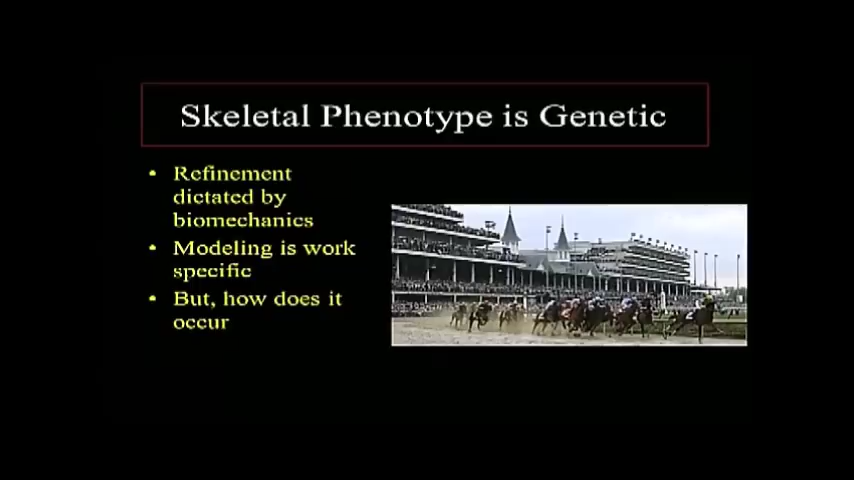 Skeletal Phenotype is Genetic
• Refinement
dictated by
biomechanics
• Modeling is work
specific
• But, how does it
occur